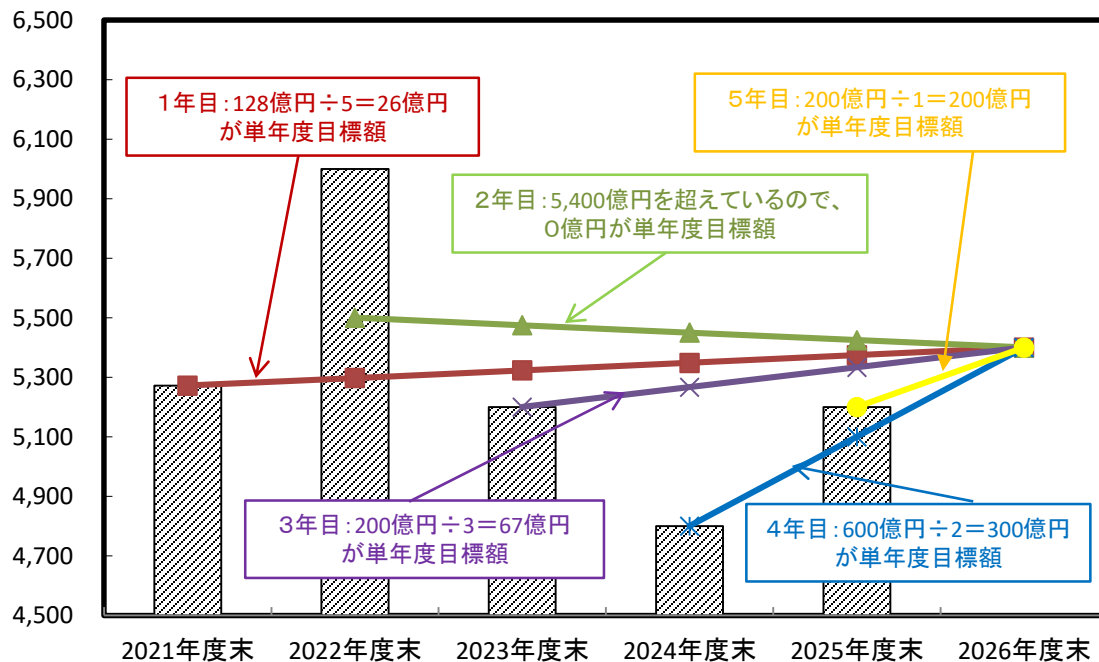 6,500
6,300
6,100
5,900
5,700
5,500
5,300
5,100
4,900
4,700
4,500
１年目：128億円÷5＝26億円
が単年度目標額
５年目：200億円÷1＝200億円
が単年度目標額
２年目：5,400億円を超えているので、
０億円が単年度目標額
３年目：200億円÷3＝67億円
が単年度目標額
４年目：600億円÷2＝300億円
が単年度目標額
2021年度末 2022年度末 2023年度末 2024年度末 2025年度末 2026年度末